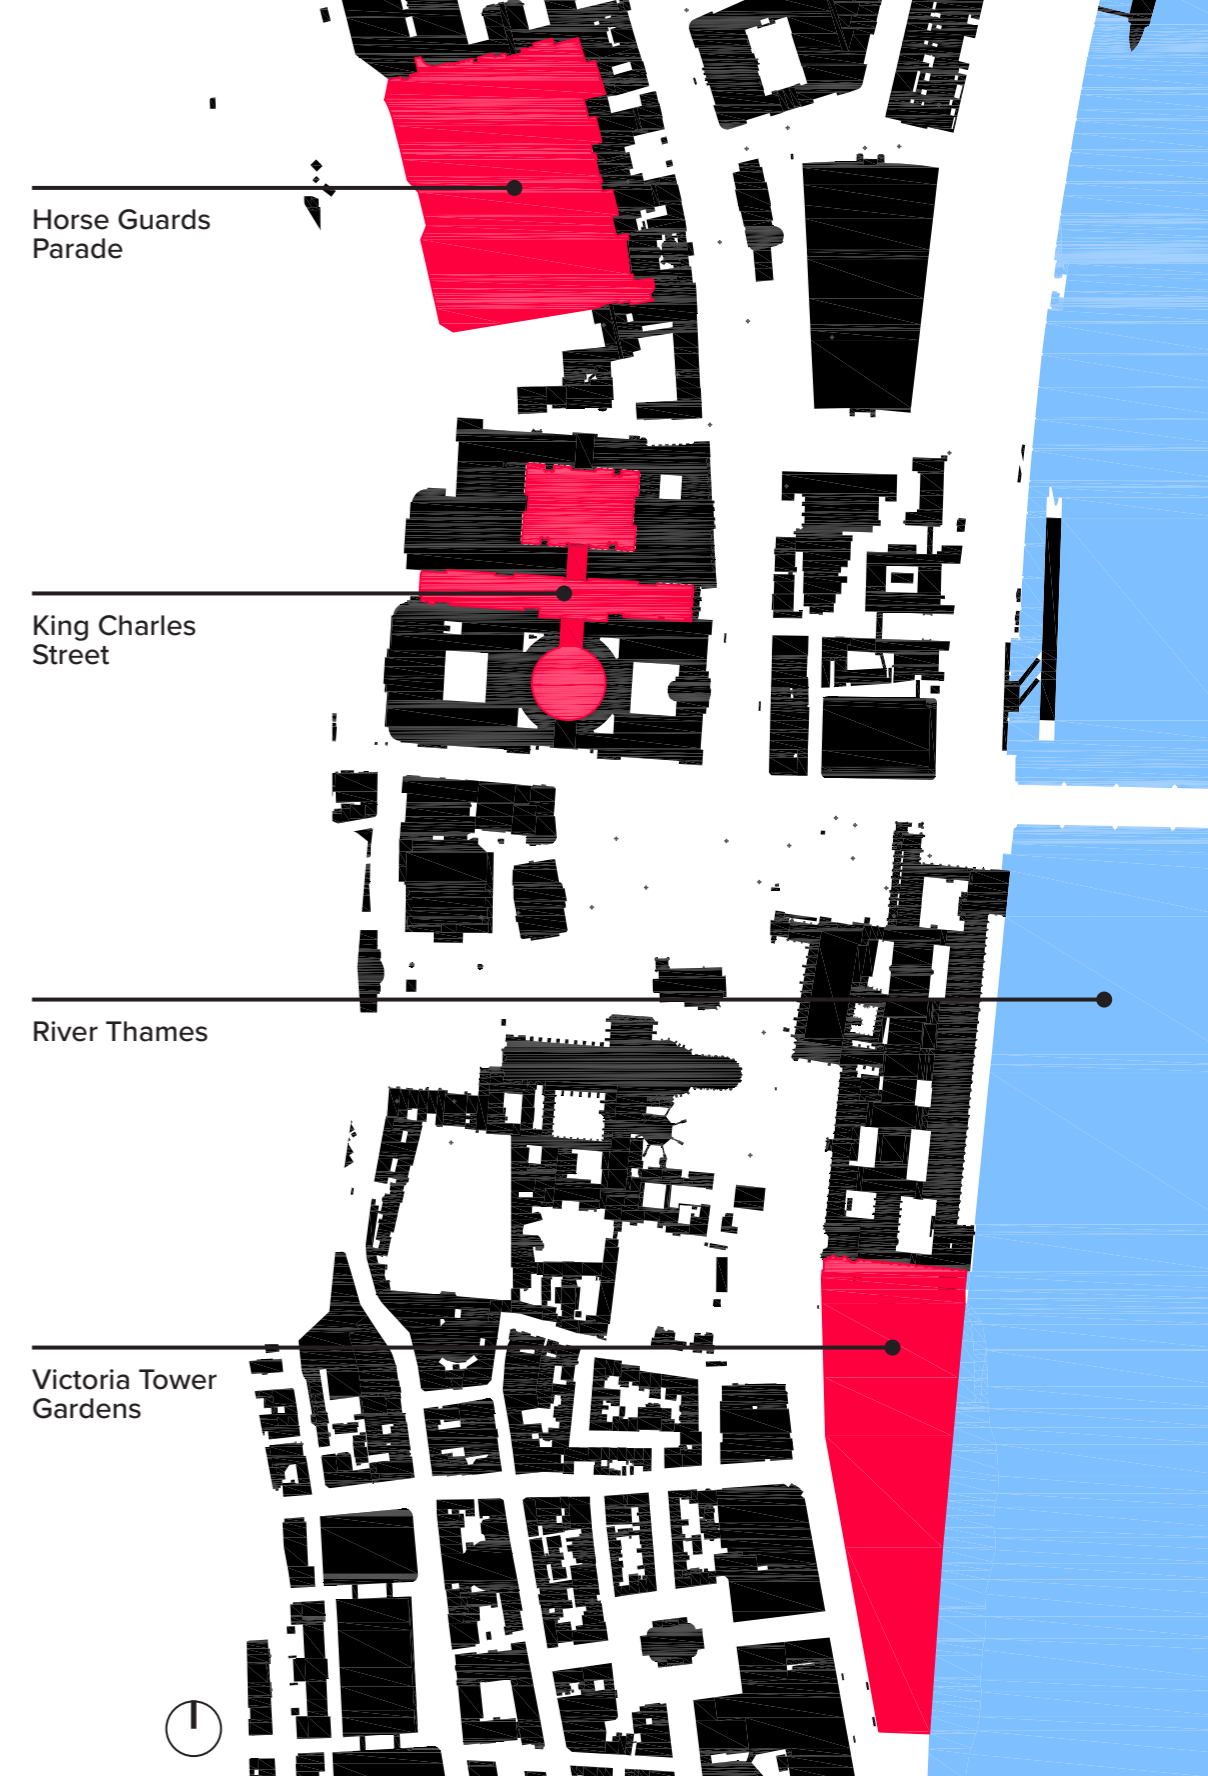 Horse Guards
Parade
King Charles
Street
River Thames
Victoria Tower
Gardens